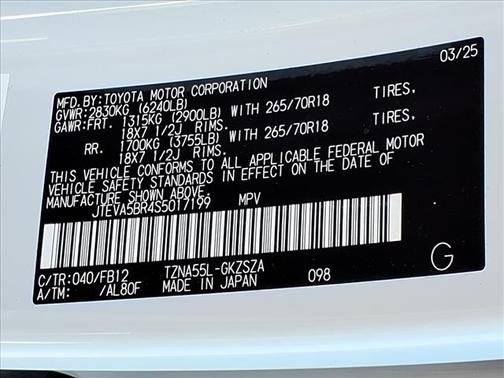 MFD.BY:TOYOTA MOTOR CORPORATION 03/25
GVWR:2830KG (6240LB)
GAWR:FRT. 1315KG (2900LB) WITH 265/70R18 TIRES,
18X7 1/2J RIMS.
RR. 1700KG (3755LB) WITH 265/70R18 TIRES,
18X7 1/2J RIMS.
THIS VEHICLE CONFORMS TO ALL APPLICABLE FEDERAL MOTOR
VEHICLE SAFETY STANDARDS IN EFFECT ON THE DATE OF
MANUFACTURE SHOWN ABOVE.
JTEVA5BR4S5017199 MPV
C/TR:040/FB12 TZNA55L-GKZSZA
A/TM: /AL80F MADE IN JAPAN 098 G